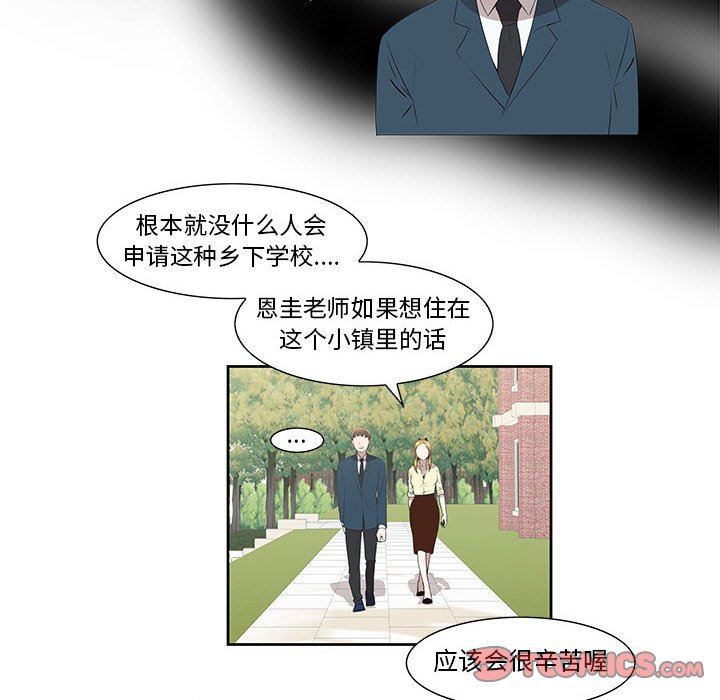 根本就没什么人会
申请这种乡下学校....
恩圭老师如果想住在
这个小镇里的话
...
应该会很辛苦喔
TOOMICS.COM